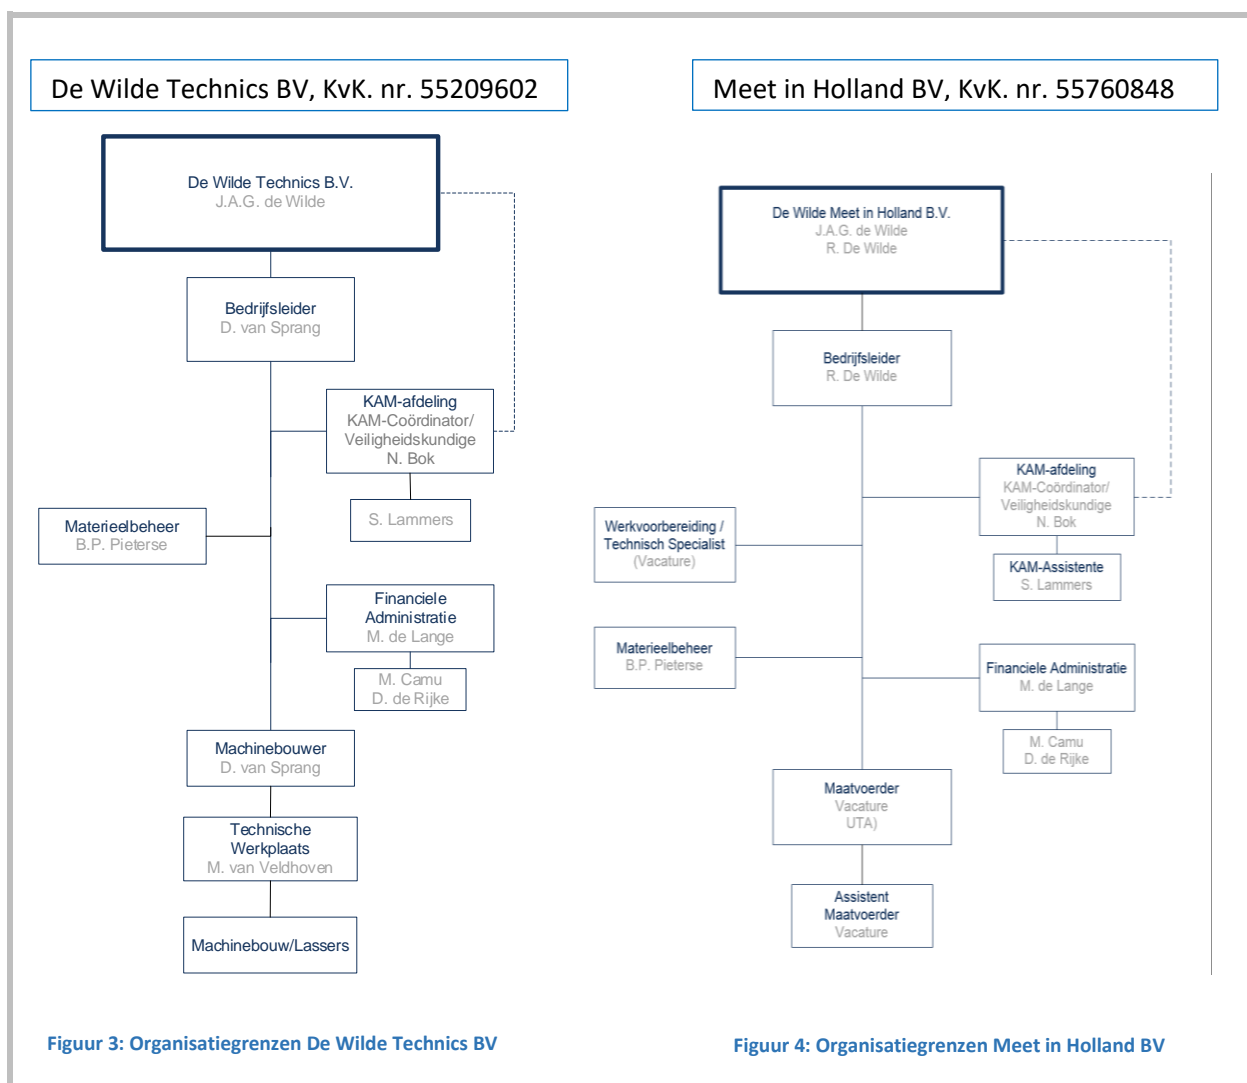 De Wilde Technics BV, KvK. nr. 55209602
De Wilde Technics B.V.
J.A.G. de Wilde
Bedrijfsleider
D. van Sprang
KAM-afdeling
KAM-Coördinator/
Veiligheidskundige
N. Bok
S. Lammers
Materieelbeheer
B.P. Pieterse
Financiele
Administratie
M. de Lange
M. Camu
D. de Rijke
Machinebouwer
D. van Sprang
Technische
Werkplaats
M. van Veldhoven
Machinebouw/Lassers
Figuur 3: Organisatiegrenzen De Wilde Technics BV
Meet in Holland BV, KvK. nr. 55760848
De Wilde Meet in Holland B.V.
J.A.G. de Wilde
R. De Wilde
Bedrijfsleider
R. De Wilde
KAM-afdeling
KAM-Coördinator/
Veiligheidskundige
N. Bok
KAM-Assistente
S. Lammers
Werkvoorbereiding /
Technisch Specialist
(Vacature)
Materieelbeheer
B.P. Pieterse
Financiele Administratie
M. de Lange
M. Camu
D. de Rijke
Maatvoerder
Vacature
UTA)
Assistent
Maatvoerder
Vacature
Figuur 4: Organisatiegrenzen Meet in Holland BV